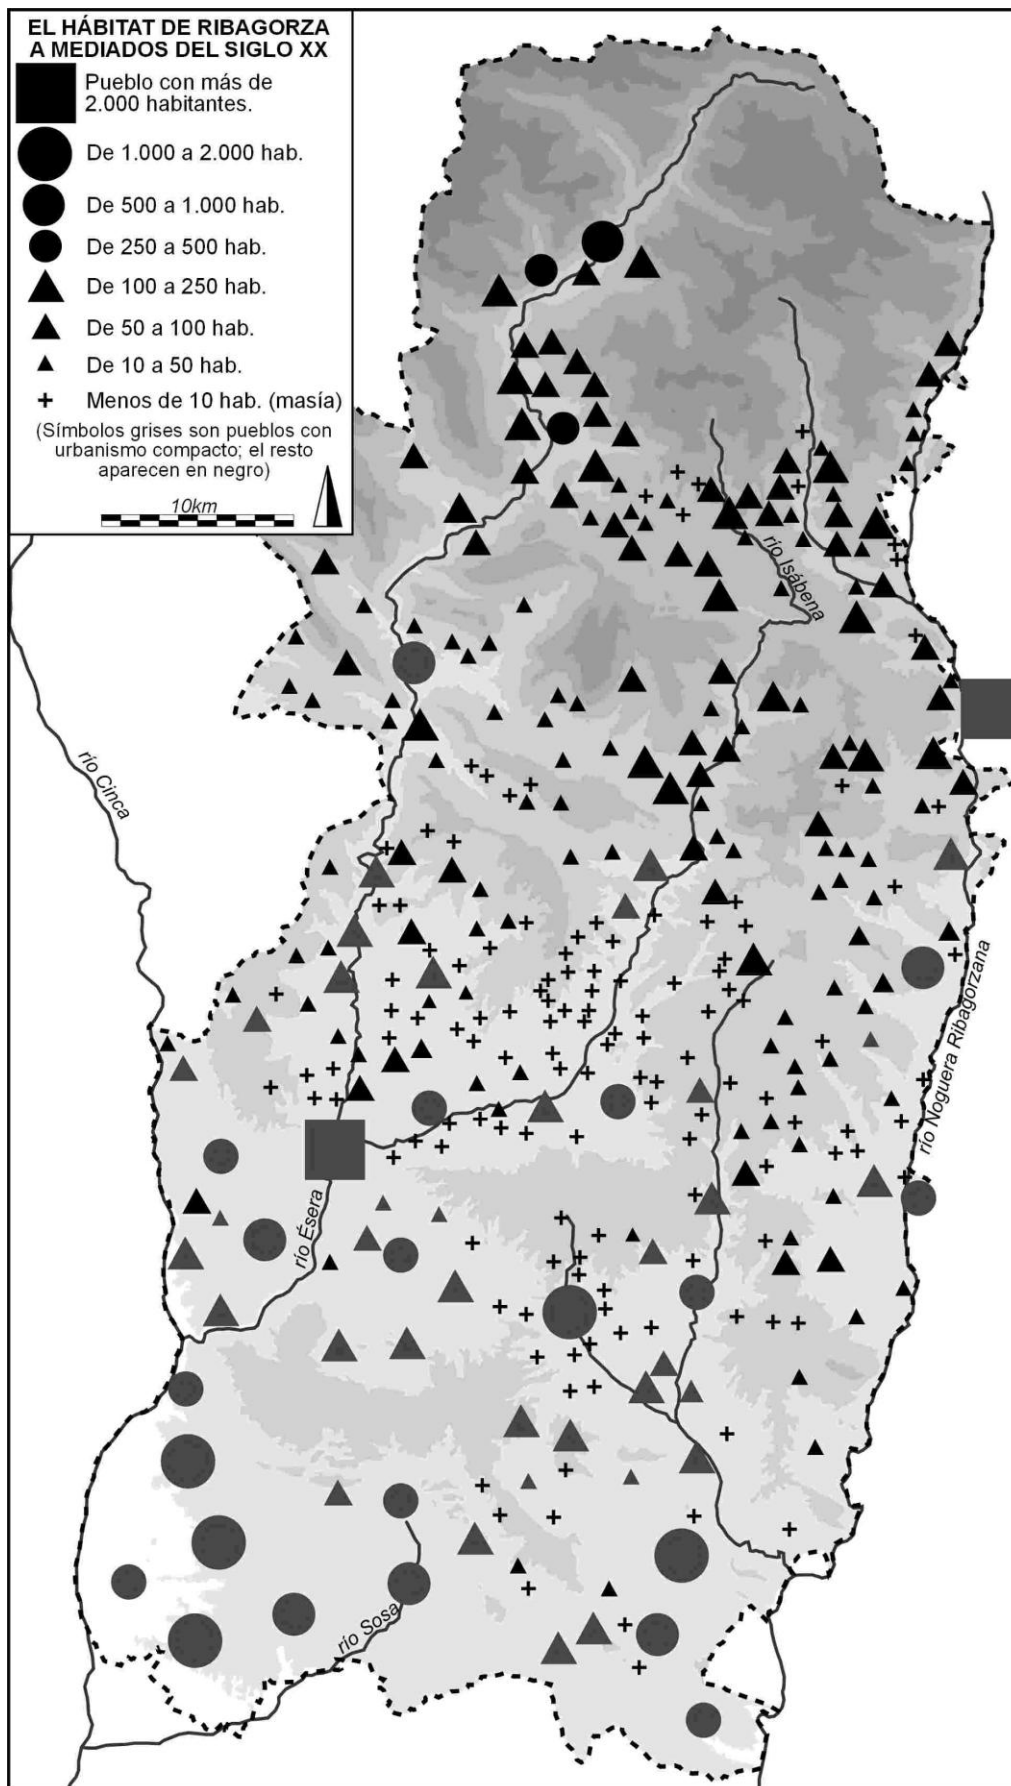 EL HÁBITAT DE RIBAGORZA
A MEDIADOS DEL SIGLO XX
Pueblo con más de
2.000 habitantes.
De 1.000 a 2.000 hab.
De 500 a 1.000 hab.
De 250 a 500 hab.
De 100 a 250 hab.
De 50 a 100 hab.
De 10 a 50 hab.
Menos de 10 hab. (masía)
(Símbolos grises son pueblos con
urbanismo compacto; el resto
aparecen en negro)
10km
río Isábena
río Cinca
río Noguera Ribagorzana
río Ésera
río Sosa